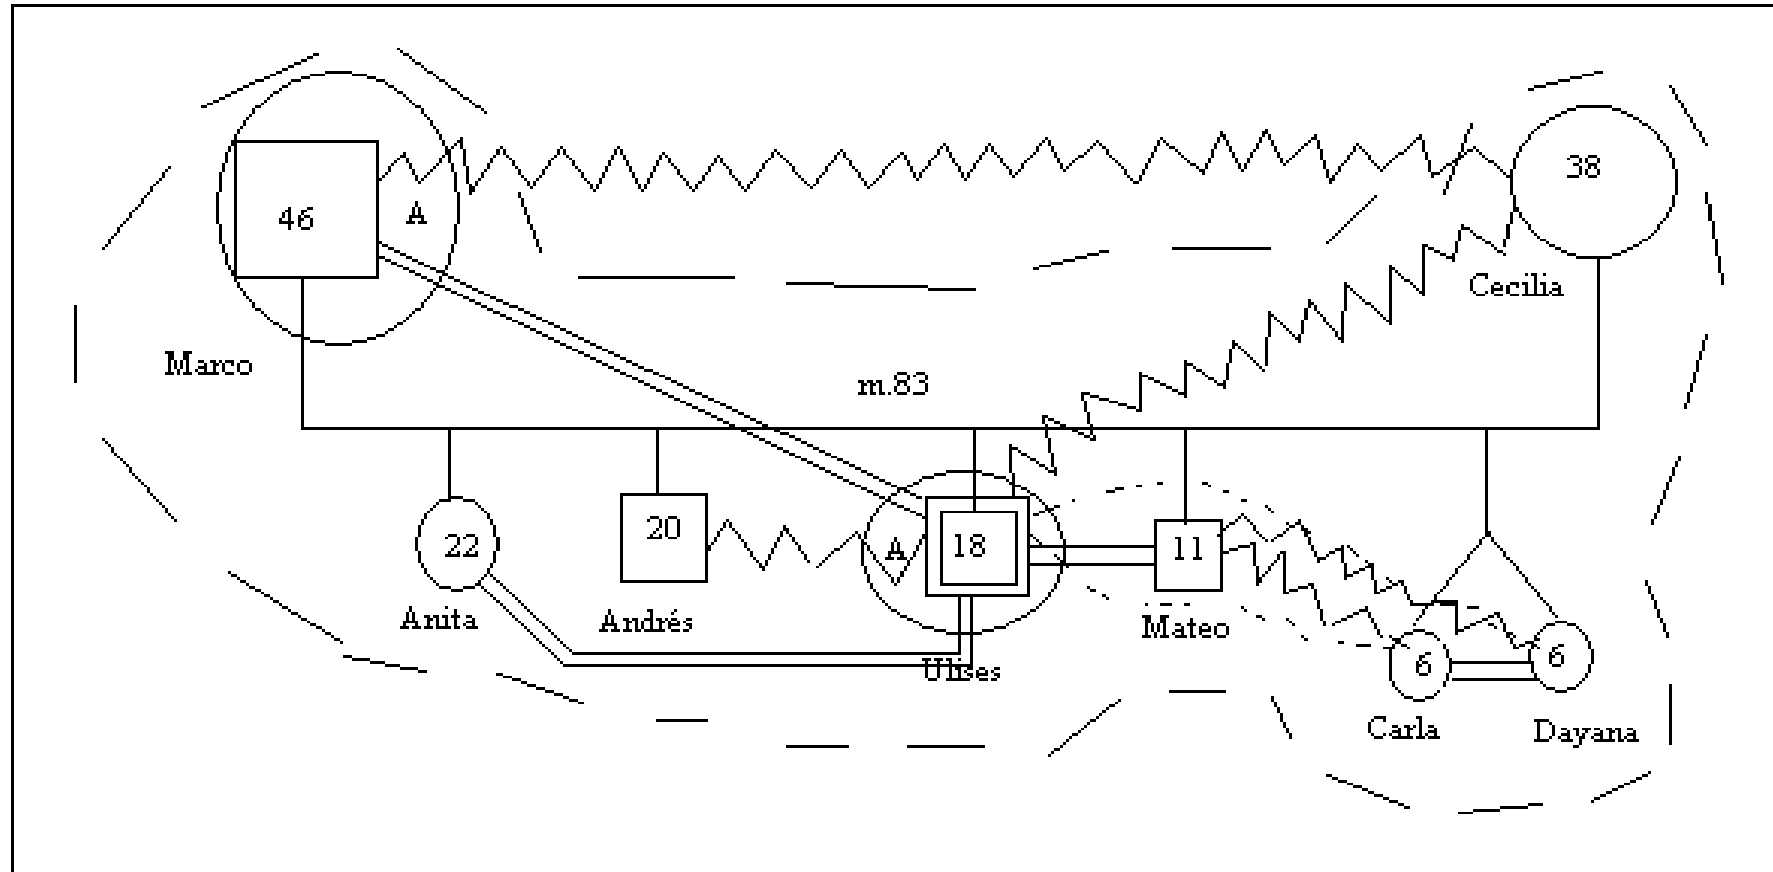 38
46
A
Cecilia
Marco
m.83
20
22
A
18
11
Anita
Andrés
Mateo
Ulises
6
6
Carla
Dayana